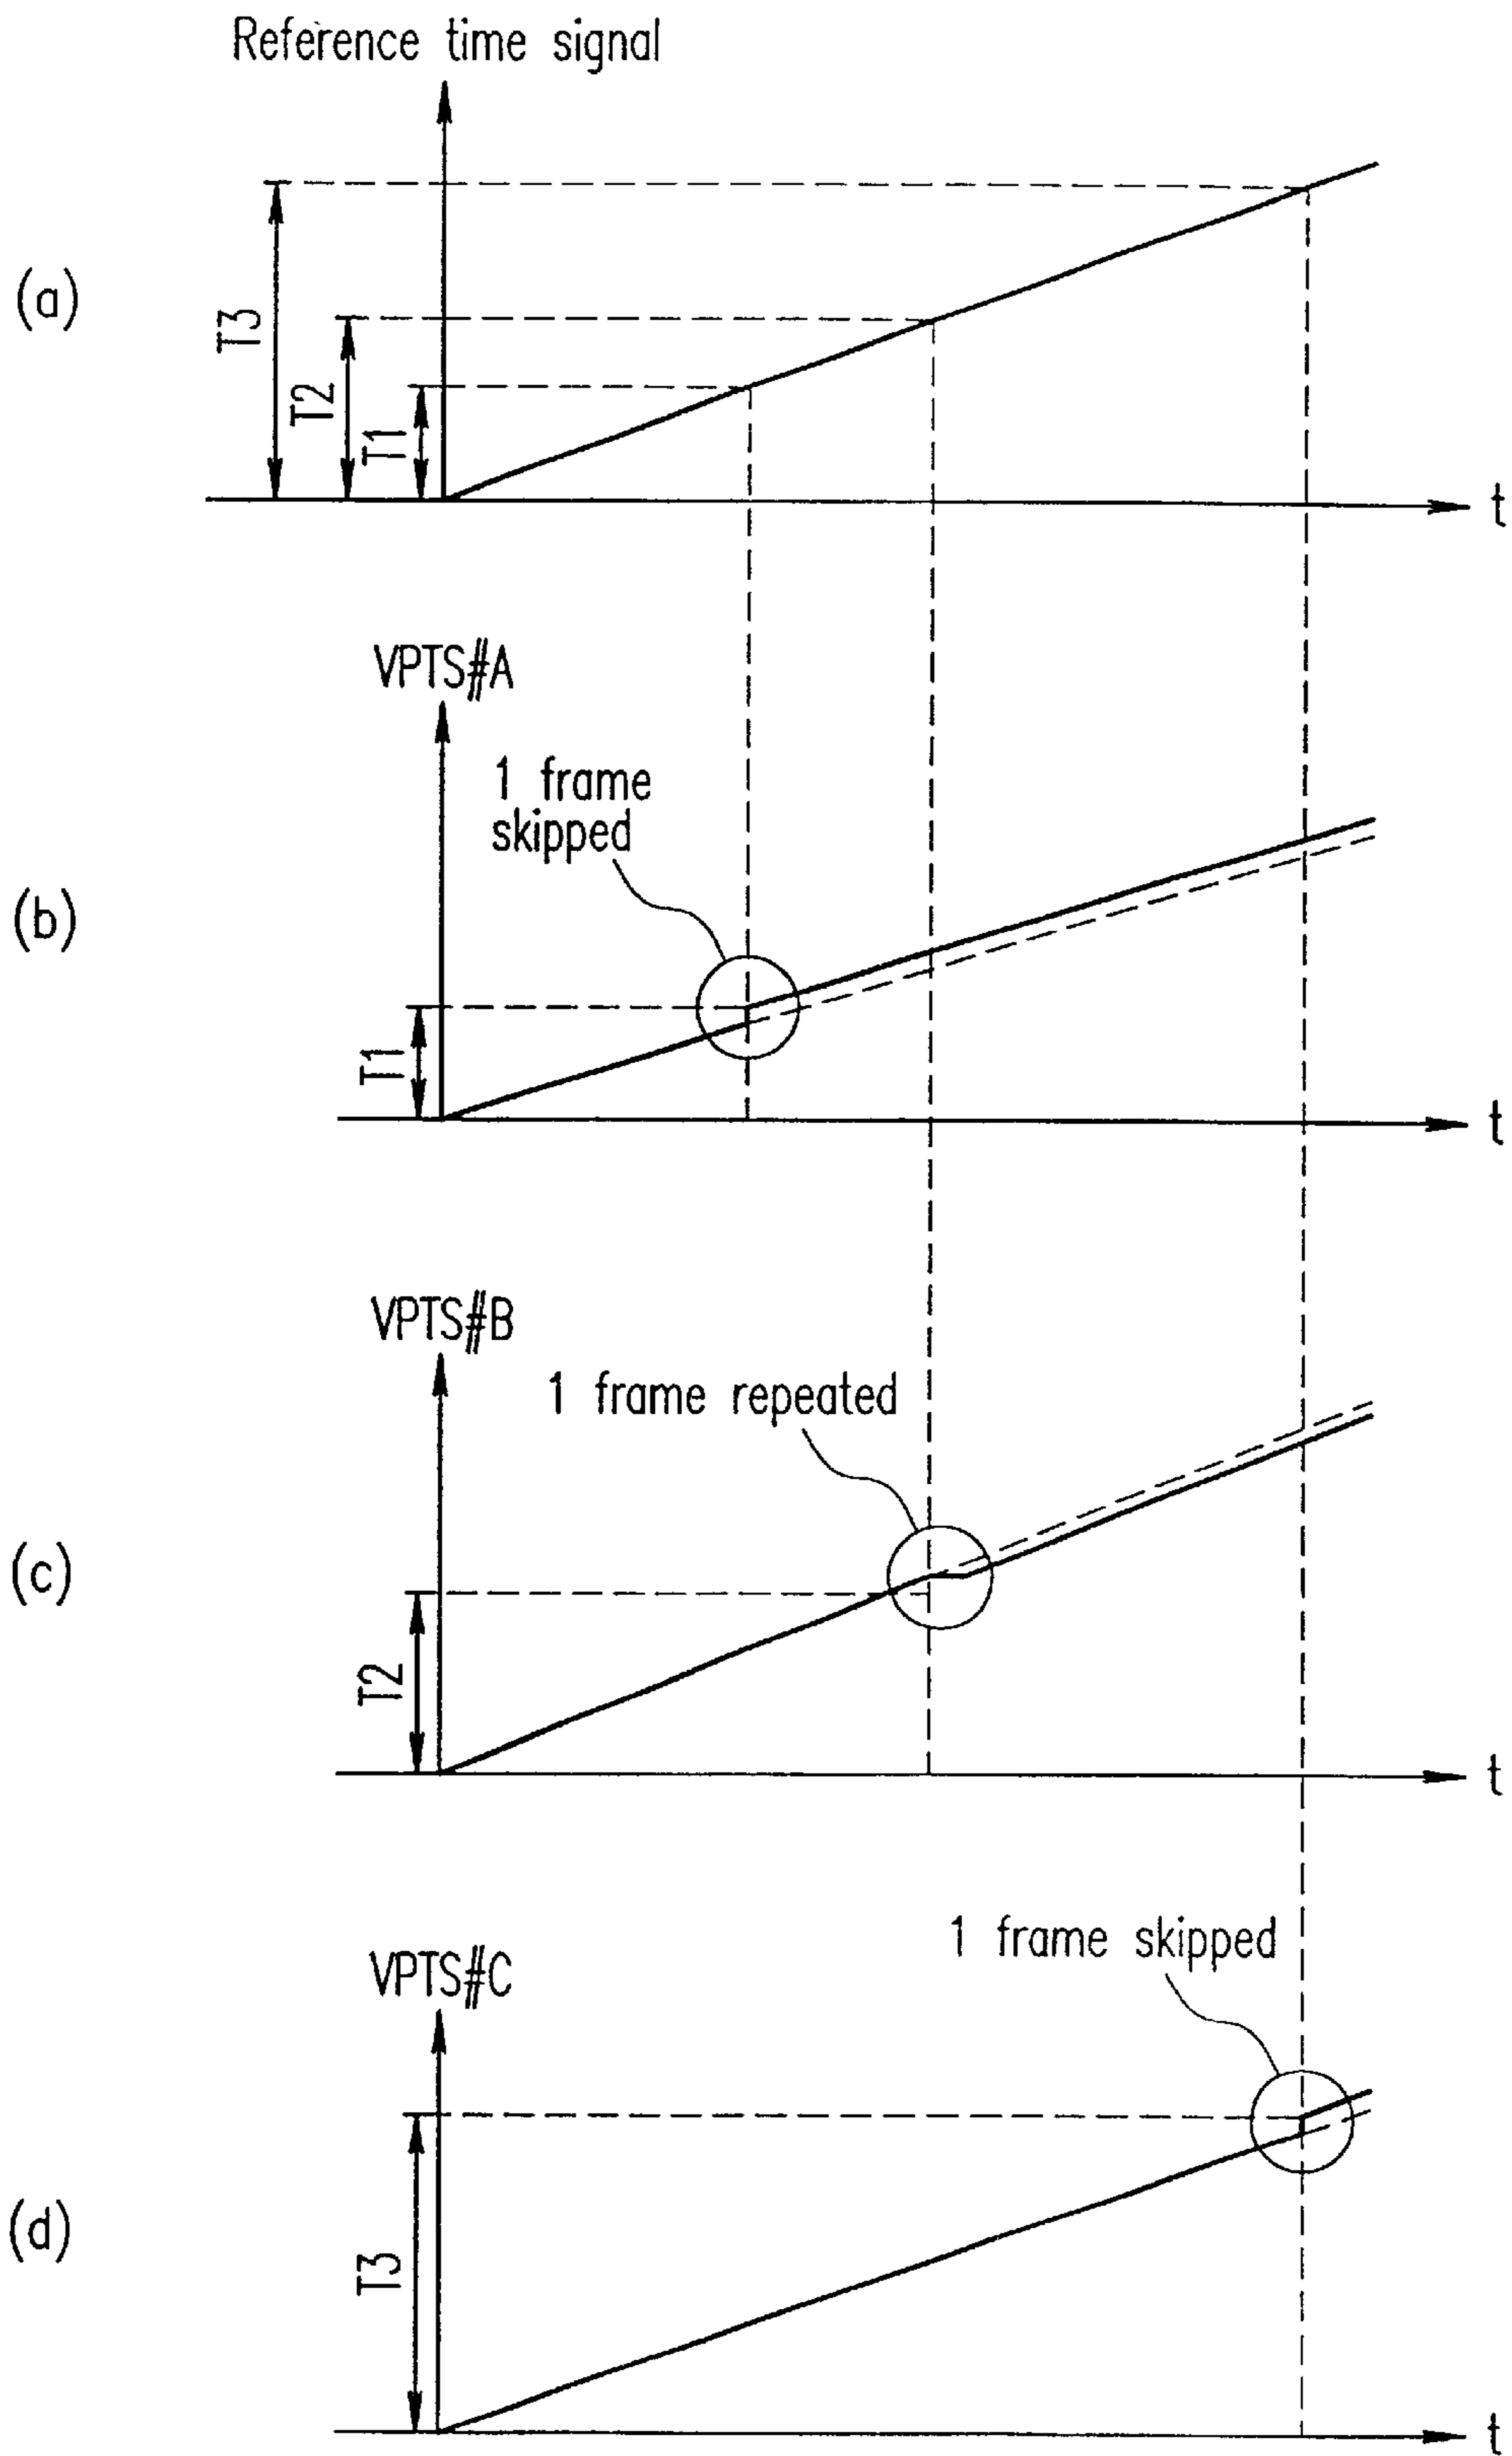 Reference time signal
(a)
T3
T2
T1
t
VPTS#A
1 frame
skipped
(b)
T1
t
VPTS#B
1 frame repeated
(c)
T2
t
1 frame skipped
VPTS#C
(d)
T3
t